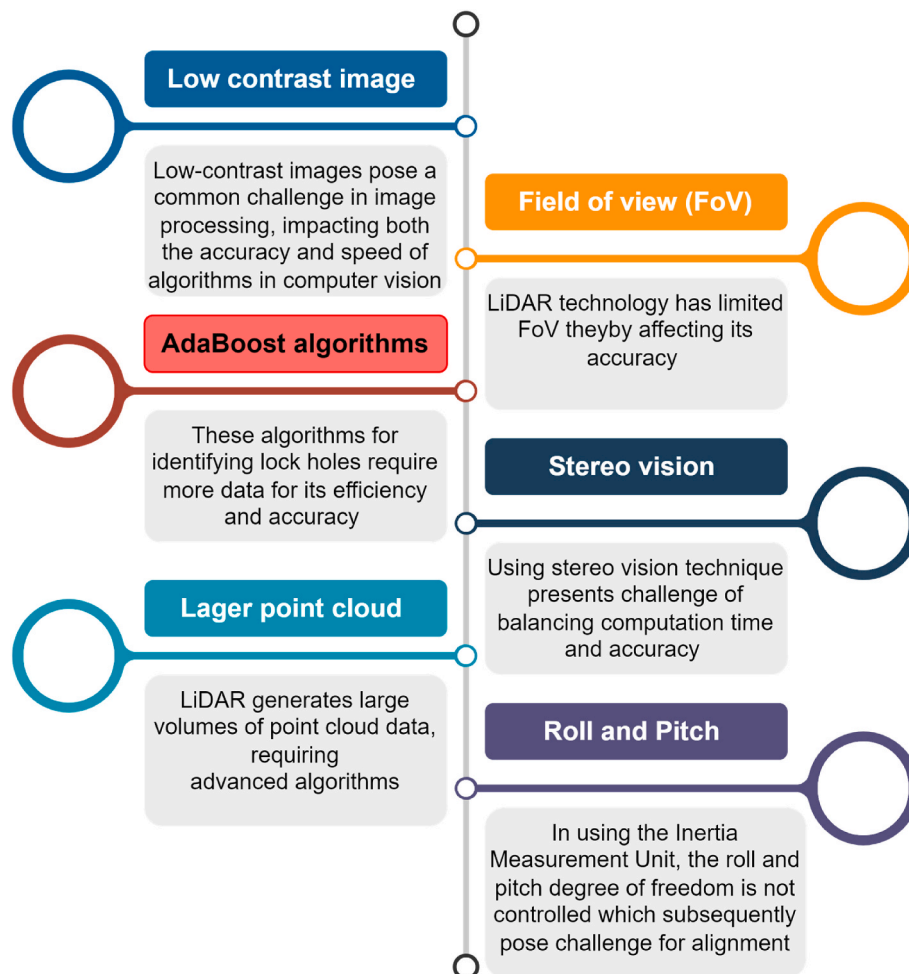 Low contrast image
Low-contrast images pose a
common challenge in image
processing, impacting both
the accuracy and speed of
algorithms in computer vision
Field of view (FoV)
LiDAR technology has limited
FoV theyby affecting its
accuracy
AdaBoost algorithms
These algorithms for
identifying lock holes require
more data for its efficiency
and accuracy
Stereo vision
Using stereo vision technique
presents challenge of
balancing computation time
and accuracy
Lager point cloud
LiDAR generates large
volumes of point cloud data,
requiring
advanced algorithms
Roll and Pitch
In using the Inertia
Measurement Unit, the roll and
pitch degree of freedom is not
controlled which subsequently
pose challenge for alignment